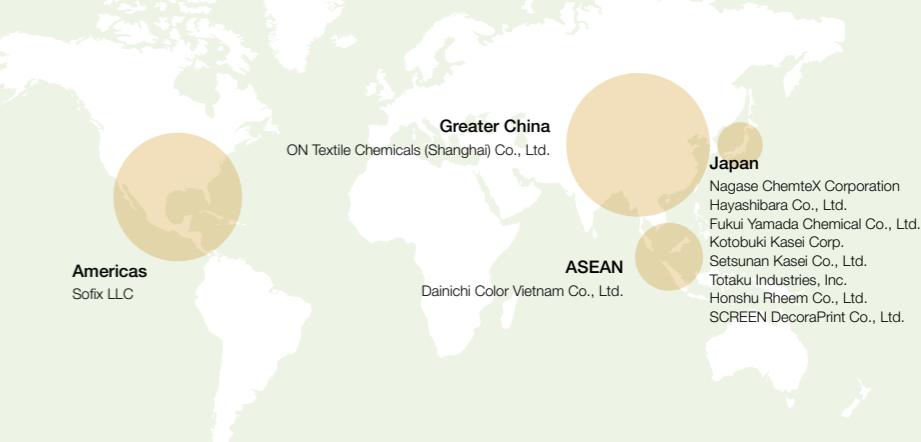 Greater China
ON Textile Chemicals (Shanghai) Co., Ltd.
Japan
Nagase ChemteX Corporation
Hayashibara Co., Ltd.
Fukui Yamada Chemical Co., Ltd.
Kotobuki Kasei Corp.
Setsunan Kasei Co., Ltd.
Totaku Industries, Inc.
Honshu Rheem Co., Ltd.
SCREEN DecoraPrint Co., Ltd.
Americas
Sofix LLC
ASEAN
Dainichi Color Vietnam Co., Ltd.